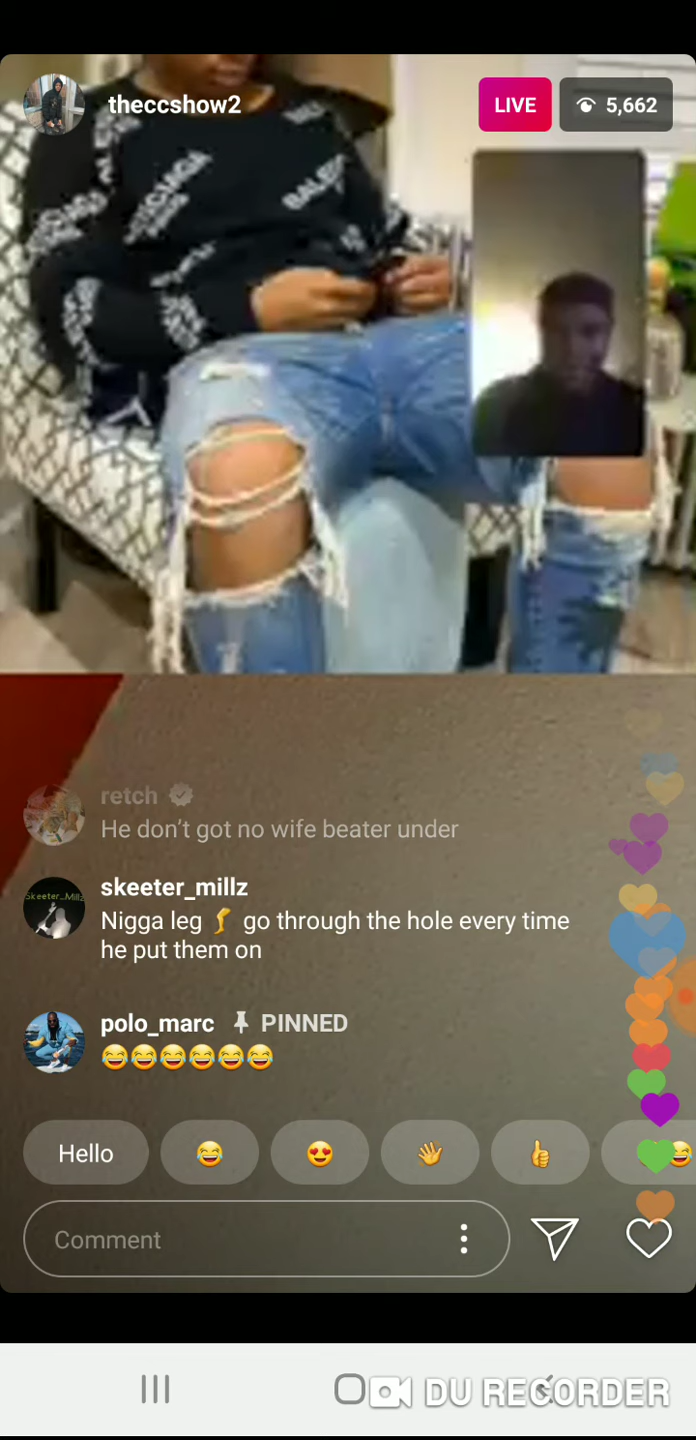 theccshow2
LIVE
5,662
BALEN
retch
He don't got no wife beater under
skeeter_millz
Nigga leg 🦵 go through the hole every time
he put them on
polo_marc PINNED
😂😂😂😂😂😂
Hello 😂 😍 👋 👍 😂
Comment
DU RECORDER